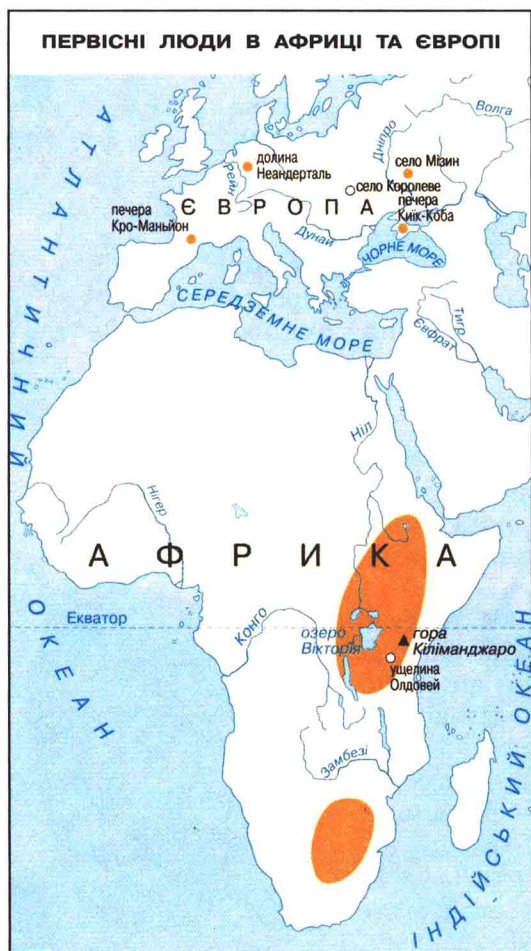 ПЕРВІСНІ ЛЮДИ В АФРИЦІ ТА ЄВРОПІ
Волга
Дніпро
АТЛАНТИЧНИЙ
ОКЕАН
долина
Неандерталь
Рейн
село Мізин
село Королеве
печера
Киїк-Коба
печера
Кро-Маньйон
ЄВРОПА
Дунай
ЧОРНЕ МОРЕ
СЕРЕДЗЕМНЕ МОРЕ
Тигр
Євфрат
Ніл
Нігер
АФРИКА
Екватор
Конго
озеро
Вікторія
гора
Кіліманджаро
ущелина
Олдовей
Замбезі
ІНДІЙСЬКИЙ ОКЕАН